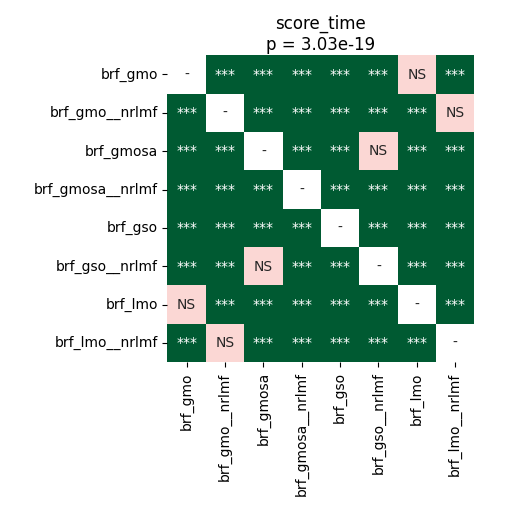 score_time
p = 3.03e-19
brf_gmo - *** *** *** *** *** NS ***
brf_gmo__nrlmf *** - *** *** *** *** *** NS
brf_gmosa *** *** - *** *** NS *** ***
brf_gmosa__nrlmf *** *** *** - *** *** *** ***
brf_gso *** *** *** *** - *** *** ***
brf_gso__nrlmf *** *** NS *** *** - *** ***
brf_lmo NS *** *** *** *** *** - ***
brf_lmo__nrlmf *** NS *** *** *** *** *** -
brf_gmo
brf_gmo__nrlmf
brf_gmosa
brf_gmosa__nrlmf
brf_gso
brf_gso__nrlmf
brf_lmo
brf_lmo__nrlmf